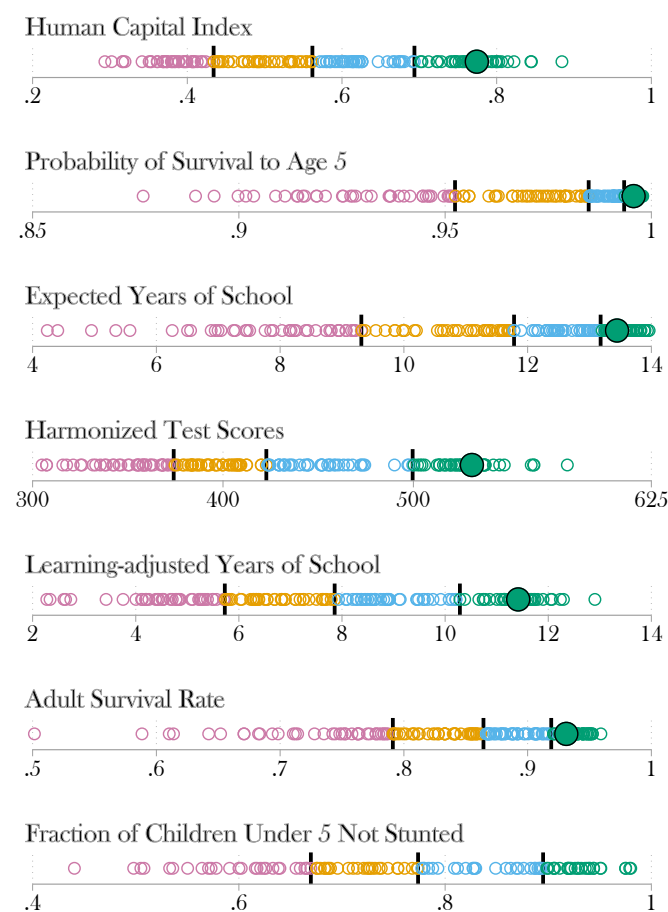 Human Capital Index
.2 .4 .6 .8 1
Probability of Survival to Age 5
.85 .9 .95 1
Expected Years of School
4 6 8 10 12 14
Harmonized Test Scores
300 400 500 625
Learning-adjusted Years of School
2 4 6 8 10 12 14
Adult Survival Rate
.5 .6 .7 .8 .9 1
Fraction of Children Under 5 Not Stunted
.4 .6 .8 1